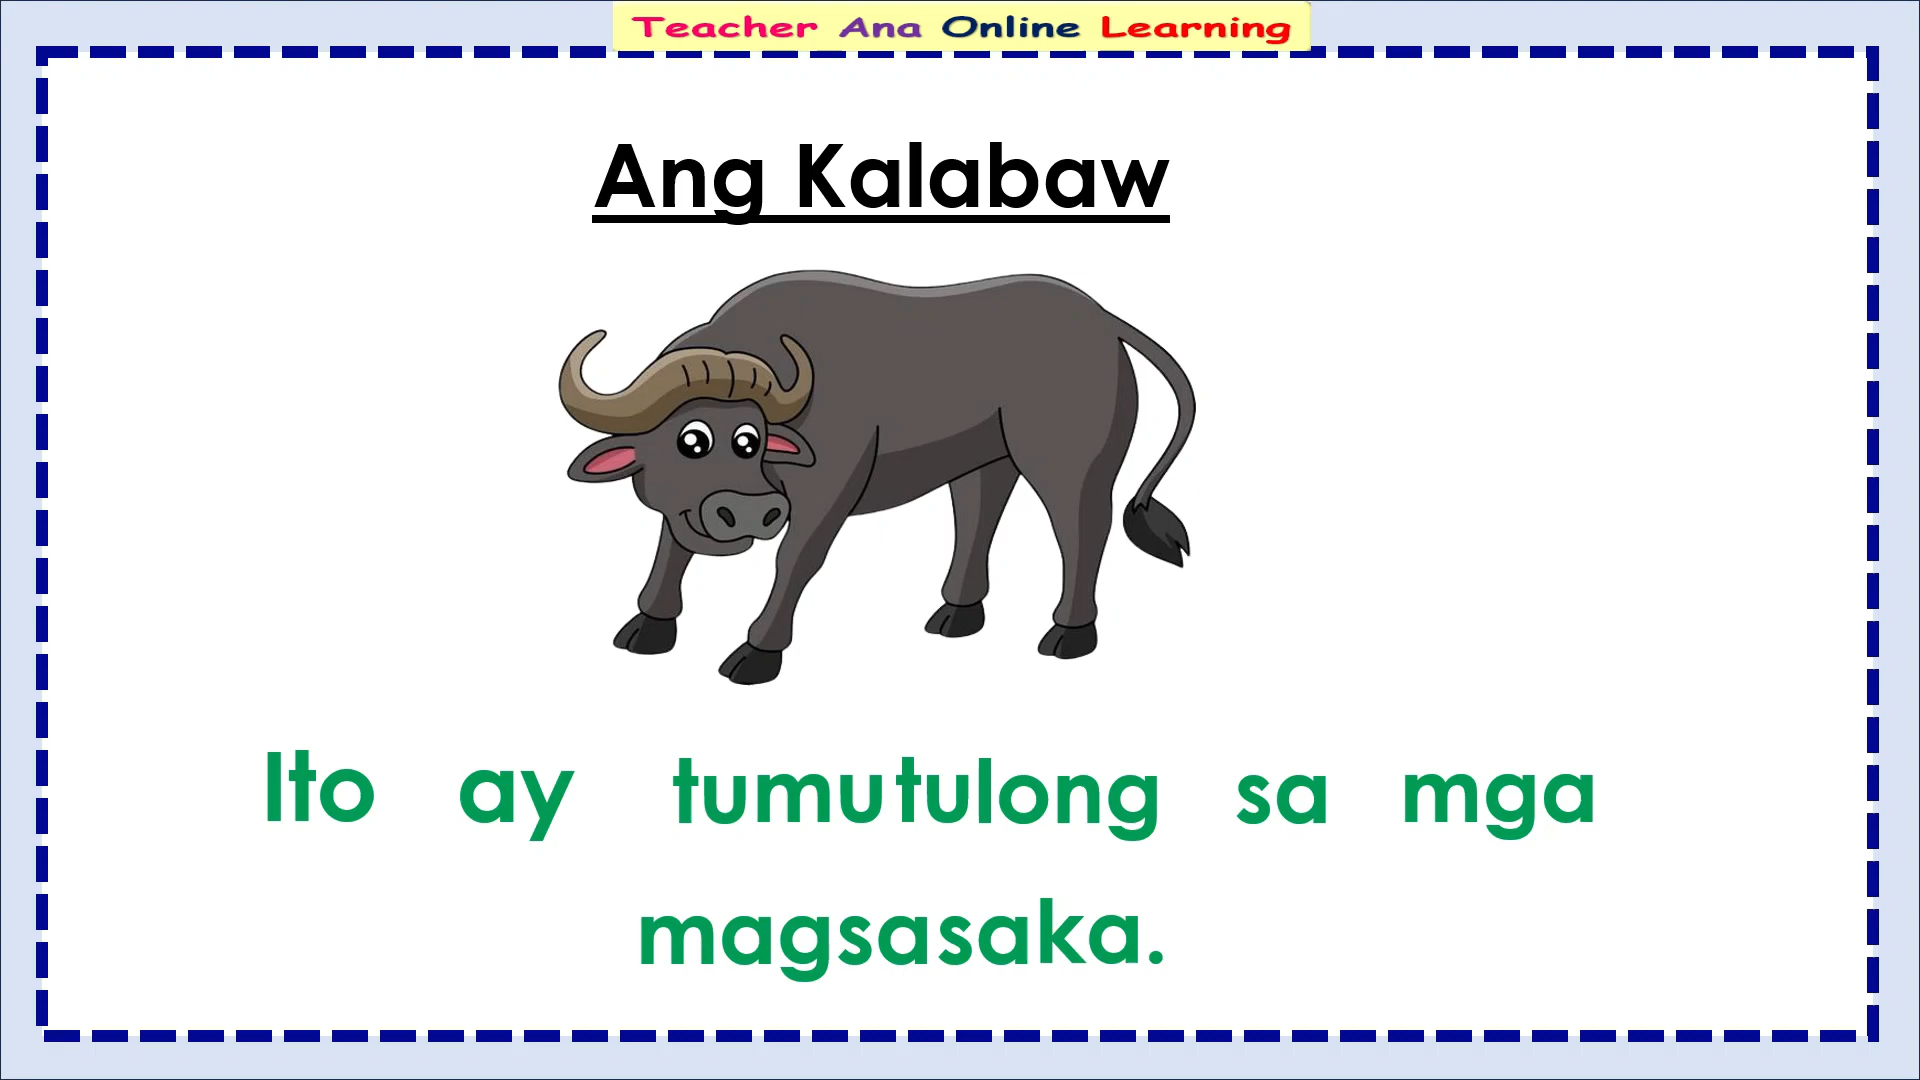 Teacher Ana Online Learning
Ang Kalabaw
Ito ay tumutulong sa mga
magsasaka.